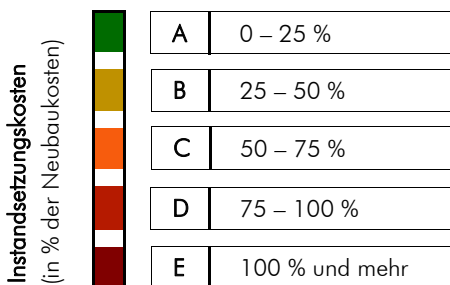 Instandsetzungskosten
(in % der Neubaukosten)
A 0 – 25 %
B 25 – 50 %
C 50 – 75 %
D 75 – 100 %
E 100 % und mehr